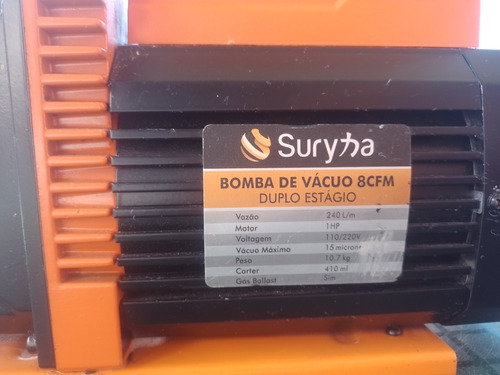 Suryha
BOMBA DE VÁCUO 8CFM
DUPLO ESTÁGIO
Vazão 240 L/m
Motor 1HP
Voltagem 110/220V
Vácuo Máximo 15 microns
Peso 10.7 kg
Carter 410 ml
Gas Ballast Sim